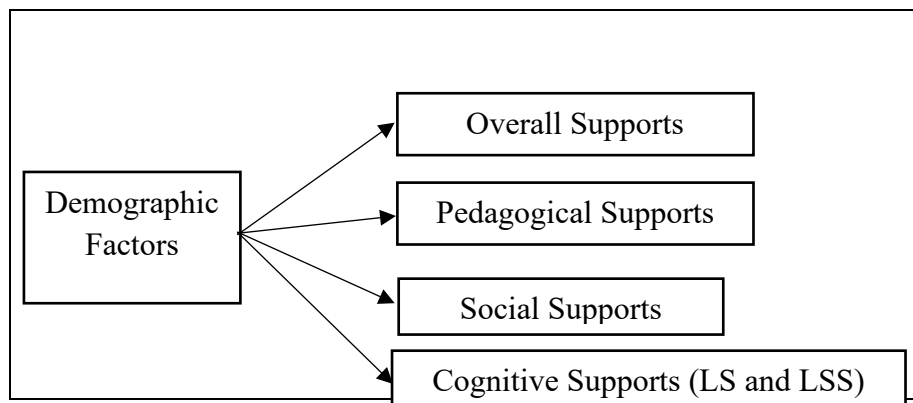 Overall Supports
Demographic
Factors
Pedagogical Supports
Social Supports
Cognitive Supports (LS and LSS)